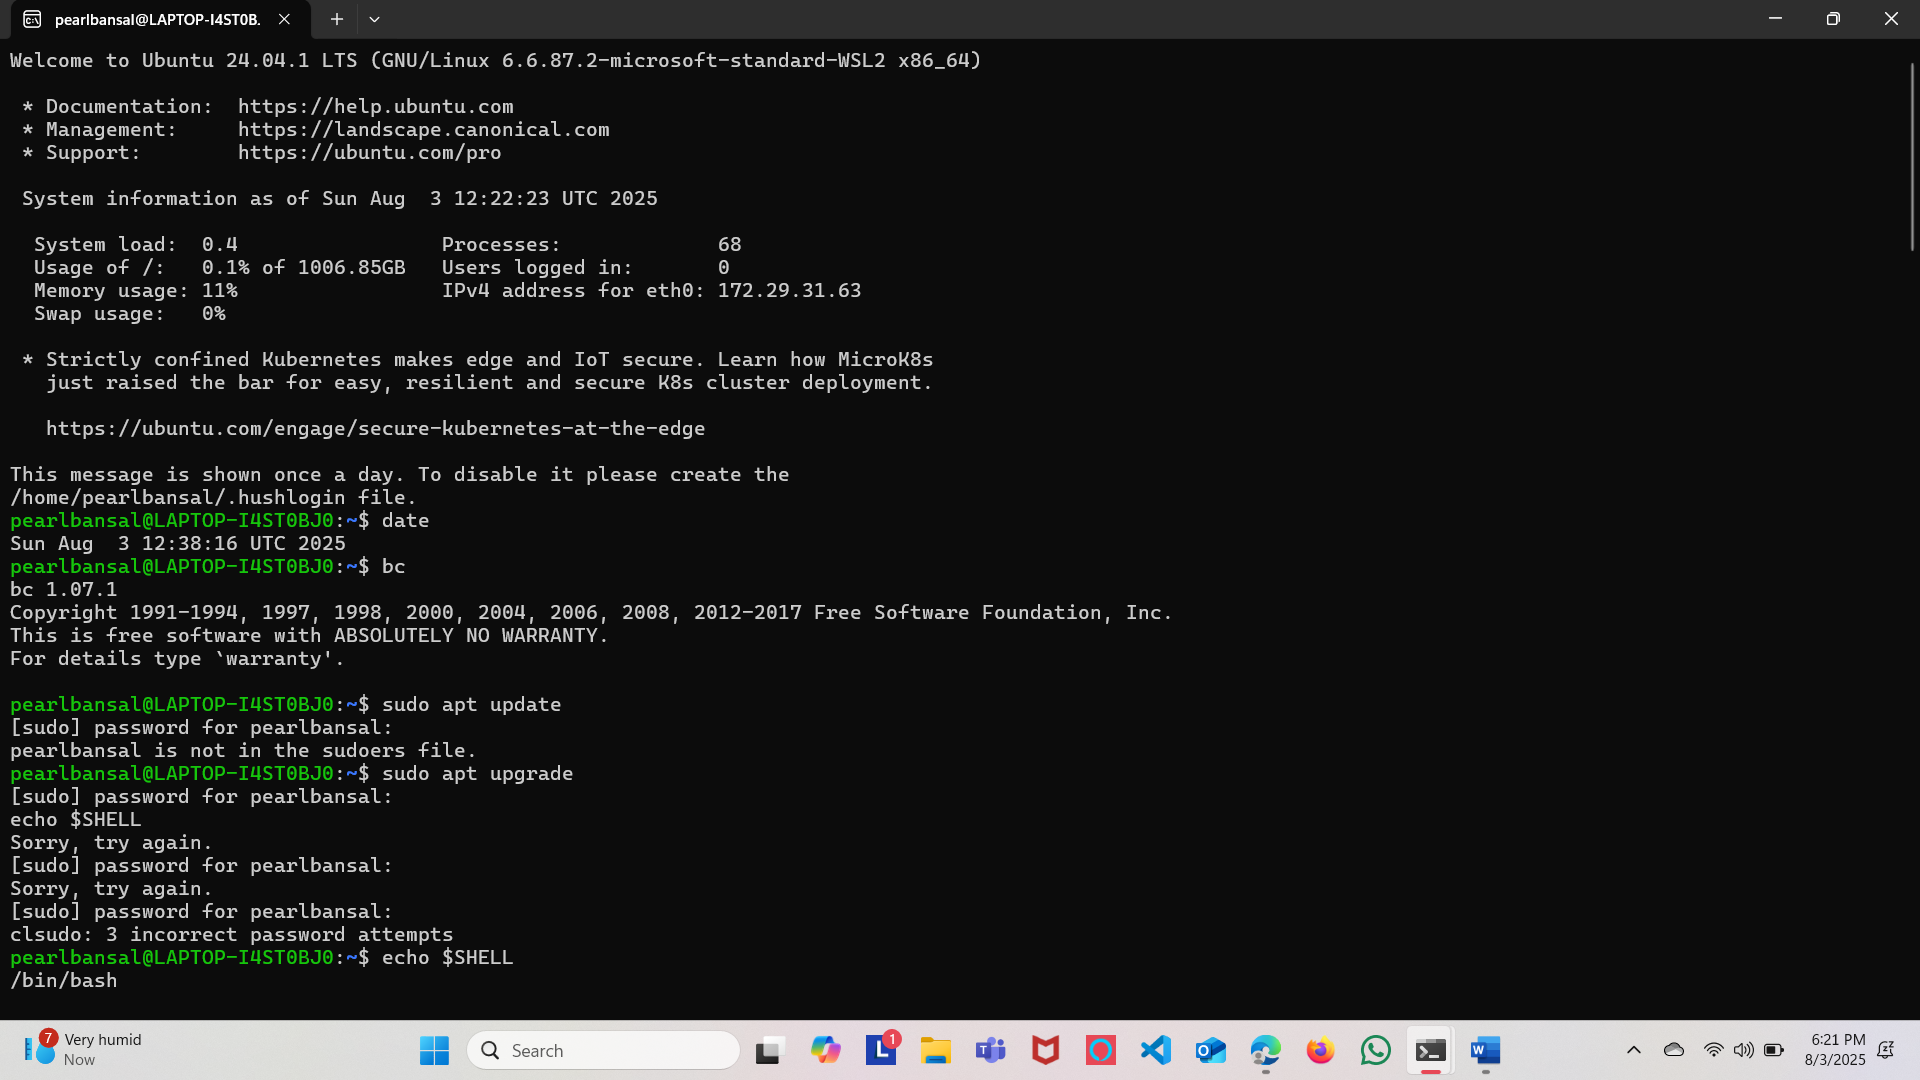 pearlbansal@LAPTOP-I4ST0B.
Welcome to Ubuntu 24.04.1 LTS (GNU/Linux 6.6.87.2-microsoft-standard-WSL2 x86_64)
* Documentation:  https://help.ubuntu.com
* Management:     https://landscape.canonical.com
* Support:        https://ubuntu.com/pro
System information as of Sun Aug  3 12:22:23 UTC 2025
System load:  0.4                 Processes:             68
Usage of /:   0.1% of 1006.85GB   Users logged in:       0
Memory usage: 11%                 IPv4 address for eth0: 172.29.31.63
Swap usage:   0%
* Strictly confined Kubernetes makes edge and IoT secure. Learn how MicroK8s
just raised the bar for easy, resilient and secure K8s cluster deployment.
https://ubuntu.com/engage/secure-kubernetes-at-the-edge
This message is shown once a day. To disable it please create the
/home/pearlbansal/.hushlogin file.
pearlbansal@LAPTOP-I4ST0BJ0:~$ date
Sun Aug  3 12:38:16 UTC 2025
pearlbansal@LAPTOP-I4ST0BJ0:~$ bc
bc 1.07.1
Copyright 1991-1994, 1997, 1998, 2000, 2004, 2006, 2008, 2012-2017 Free Software Foundation, Inc.
This is free software with ABSOLUTELY NO WARRANTY.
For details type `warranty'.
pearlbansal@LAPTOP-I4ST0BJ0:~$ sudo apt update
[sudo] password for pearlbansal:
pearlbansal is not in the sudoers file.
pearlbansal@LAPTOP-I4ST0BJ0:~$ sudo apt upgrade
[sudo] password for pearlbansal:
echo $SHELL
Sorry, try again.
[sudo] password for pearlbansal:
Sorry, try again.
[sudo] password for pearlbansal:
clsudo: 3 incorrect password attempts
pearlbansal@LAPTOP-I4ST0BJ0:~$ echo $SHELL
/bin/bash
7
Very humid
Now
Search
L
1
T
O
W
6:21 PM
8/3/2025